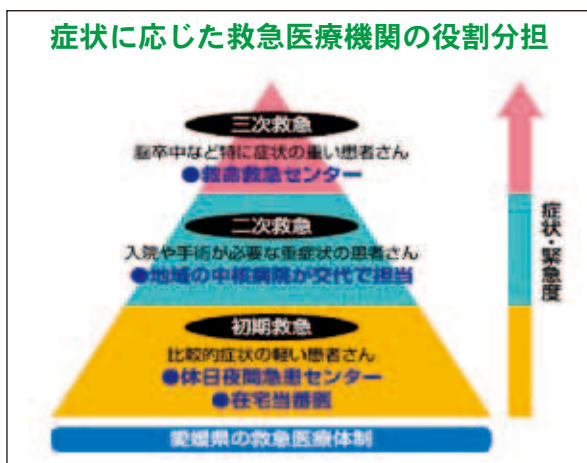 症状に応じた救急医療機関の役割分担
三次救急
脳卒中など特に症状の重い患者さん
●救命救急センター
二次救急
入院や手術が必要な重症状の患者さん
●地域の中核病院が交代で担当
初期救急
比較的症状の軽い患者さん
●休日夜間急患センター
●在宅当番医
愛媛県の救急医療体制
症状・緊急度